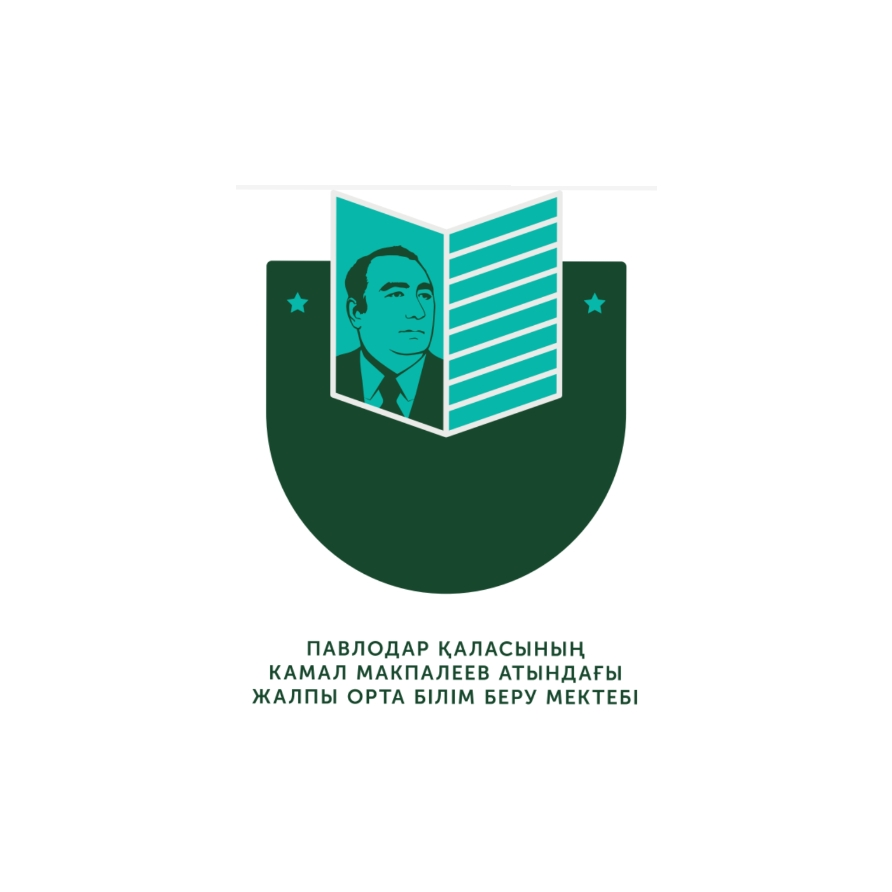 ПАВЛОДАР ҚАЛАСЫНЫҢ
КАМАЛ МАКПАЛЕЕВ АТЫНДАҒЫ
ЖАЛПЫ ОРТА БІЛІМ БЕРУ МЕКТЕБІ